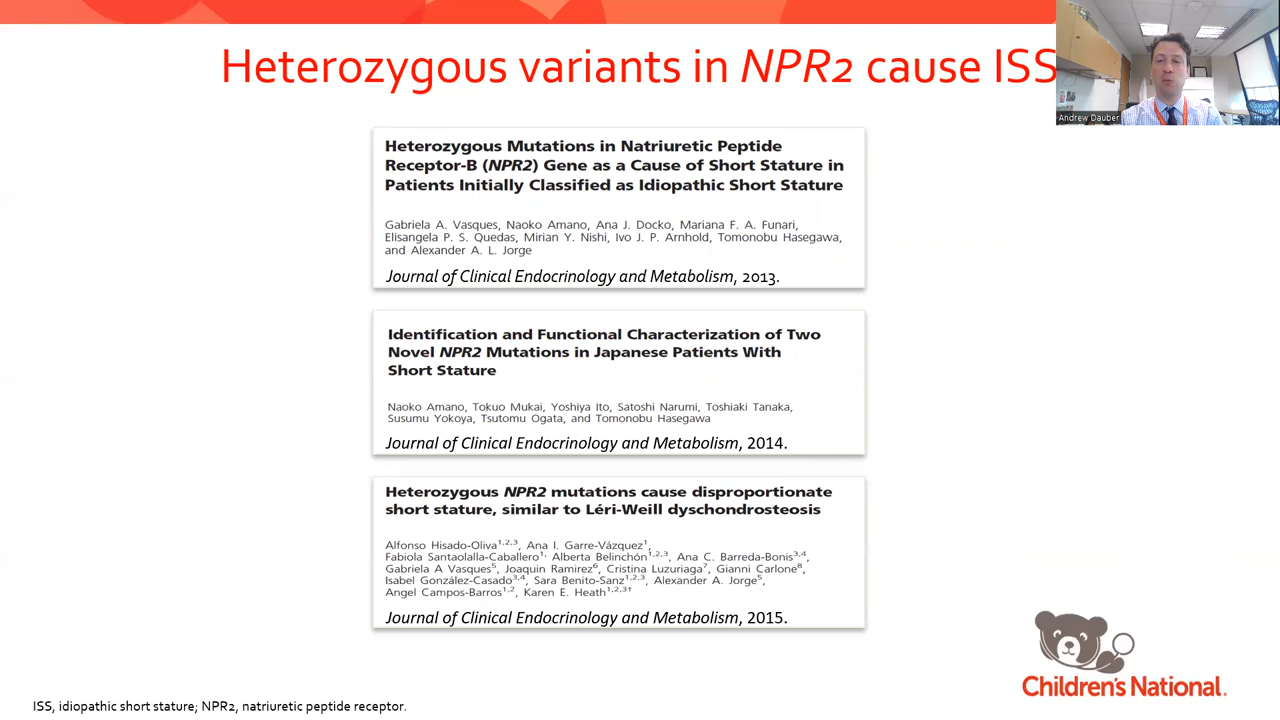 Heterozygous variants in NPR2 cause ISS
Andrew Dauber
Heterozygous Mutations in Natriuretic Peptide
Receptor-B (NPR2) Gene as a Cause of Short Stature in
Patients Initially Classified as Idiopathic Short Stature
Gabriela A. Vasques, Naoko Amano, Ana J. Docko, Mariana F. A. Funari,
Elisangela P. S. Quedas, Mirian Y. Nishi, Ivo J. P. Arnhold, Tomonobu Hasegawa,
and Alexander A. L. Jorge
Journal of Clinical Endocrinology and Metabolism, 2013.
Identification and Functional Characterization of Two
Novel NPR2 Mutations in Japanese Patients With
Short Stature
Naoko Amano, Tokuo Mukai, Yoshiya Ito, Satoshi Narumi, Toshiaki Tanaka,
Susumu Yokoya, Tsutomu Ogata, and Tomonobu Hasegawa
Journal of Clinical Endocrinology and Metabolism, 2014.
Heterozygous NPR2 mutations cause disproportionate
short stature, similar to Léri-Weill dyschondrosteosis
Alfonso Hisado-Oliva1,2,3, Ana I. Garre-Vázquez1,
Fabiola Santaolalla-Caballero1, Alberta Belinchón1,2,3, Ana C. Barreda-Bonis3,4,
Gabriela A Vasques5, Joaquin Ramirez6, Cristina Luzuriaga7, Gianni Carlone8,
Isabel González-Casado3,4, Sara Benito-Sanz1,2,3, Alexander A. Jorge5,
Angel Campos-Barros1,2, Karen E. Heath1,2,3†
Journal of Clinical Endocrinology and Metabolism, 2015.
Children's National.
ISS, idiopathic short stature; NPR2, natriuretic peptide receptor.